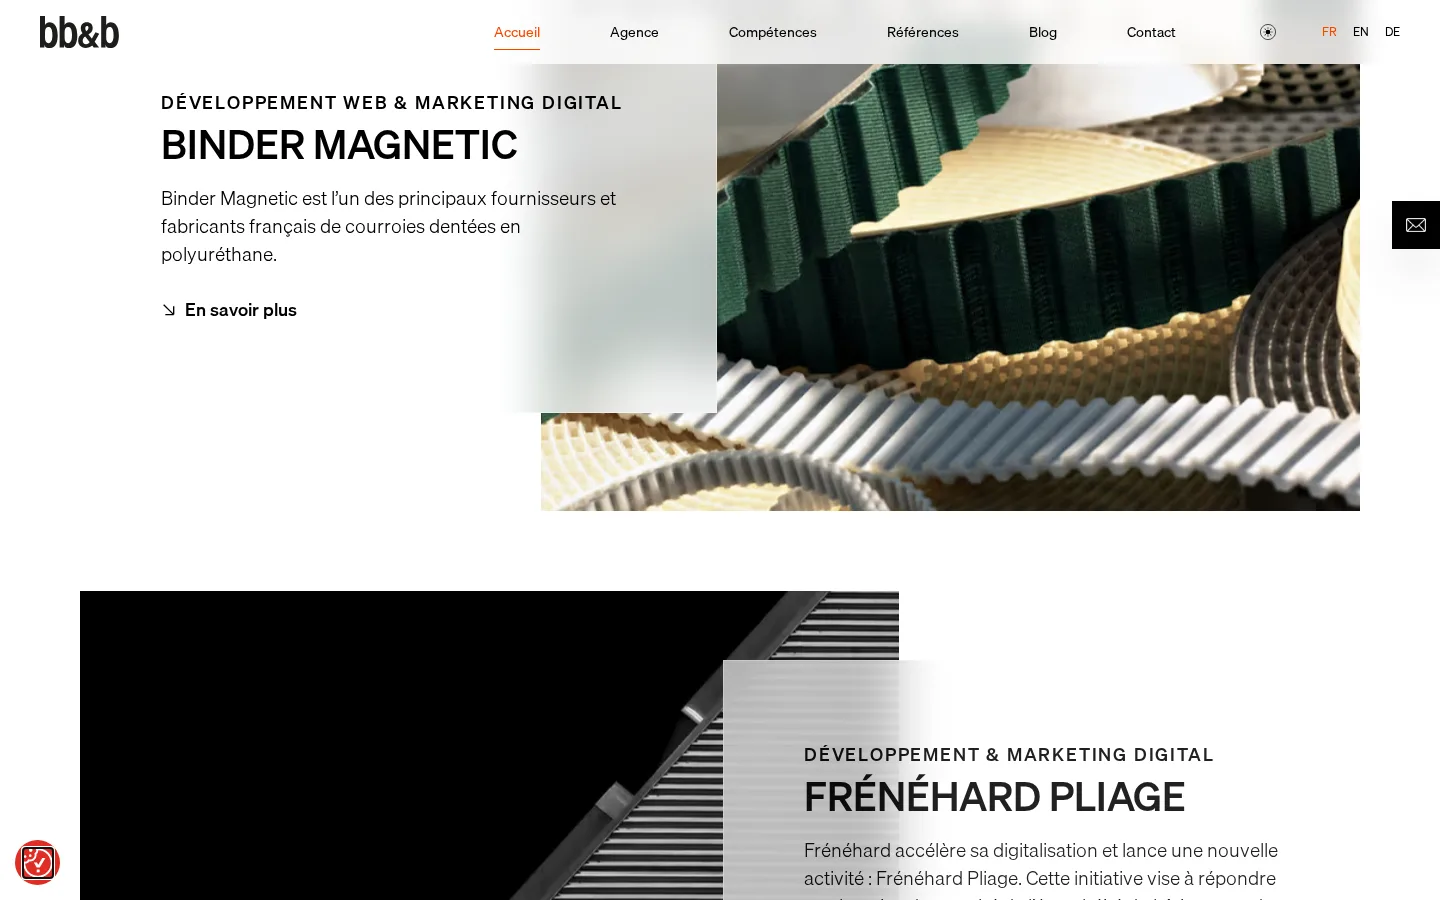 bb&b
Accueil
Agence
Compétences
Références
Blog
Contact
FR
EN
DE
DÉVELOPPEMENT WEB & MARKETING DIGITAL
BINDER MAGNETIC
Binder Magnetic est l’un des principaux fournisseurs et
fabricants français de courroies dentées en
polyuréthane.
En savoir plus
DÉVELOPPEMENT & MARKETING DIGITAL
FRÉNÉHARD PLIAGE
Frénéhard accélère sa digitalisation et lance une nouvelle
activité : Frénéhard Pliage. Cette initiative vise à répondre